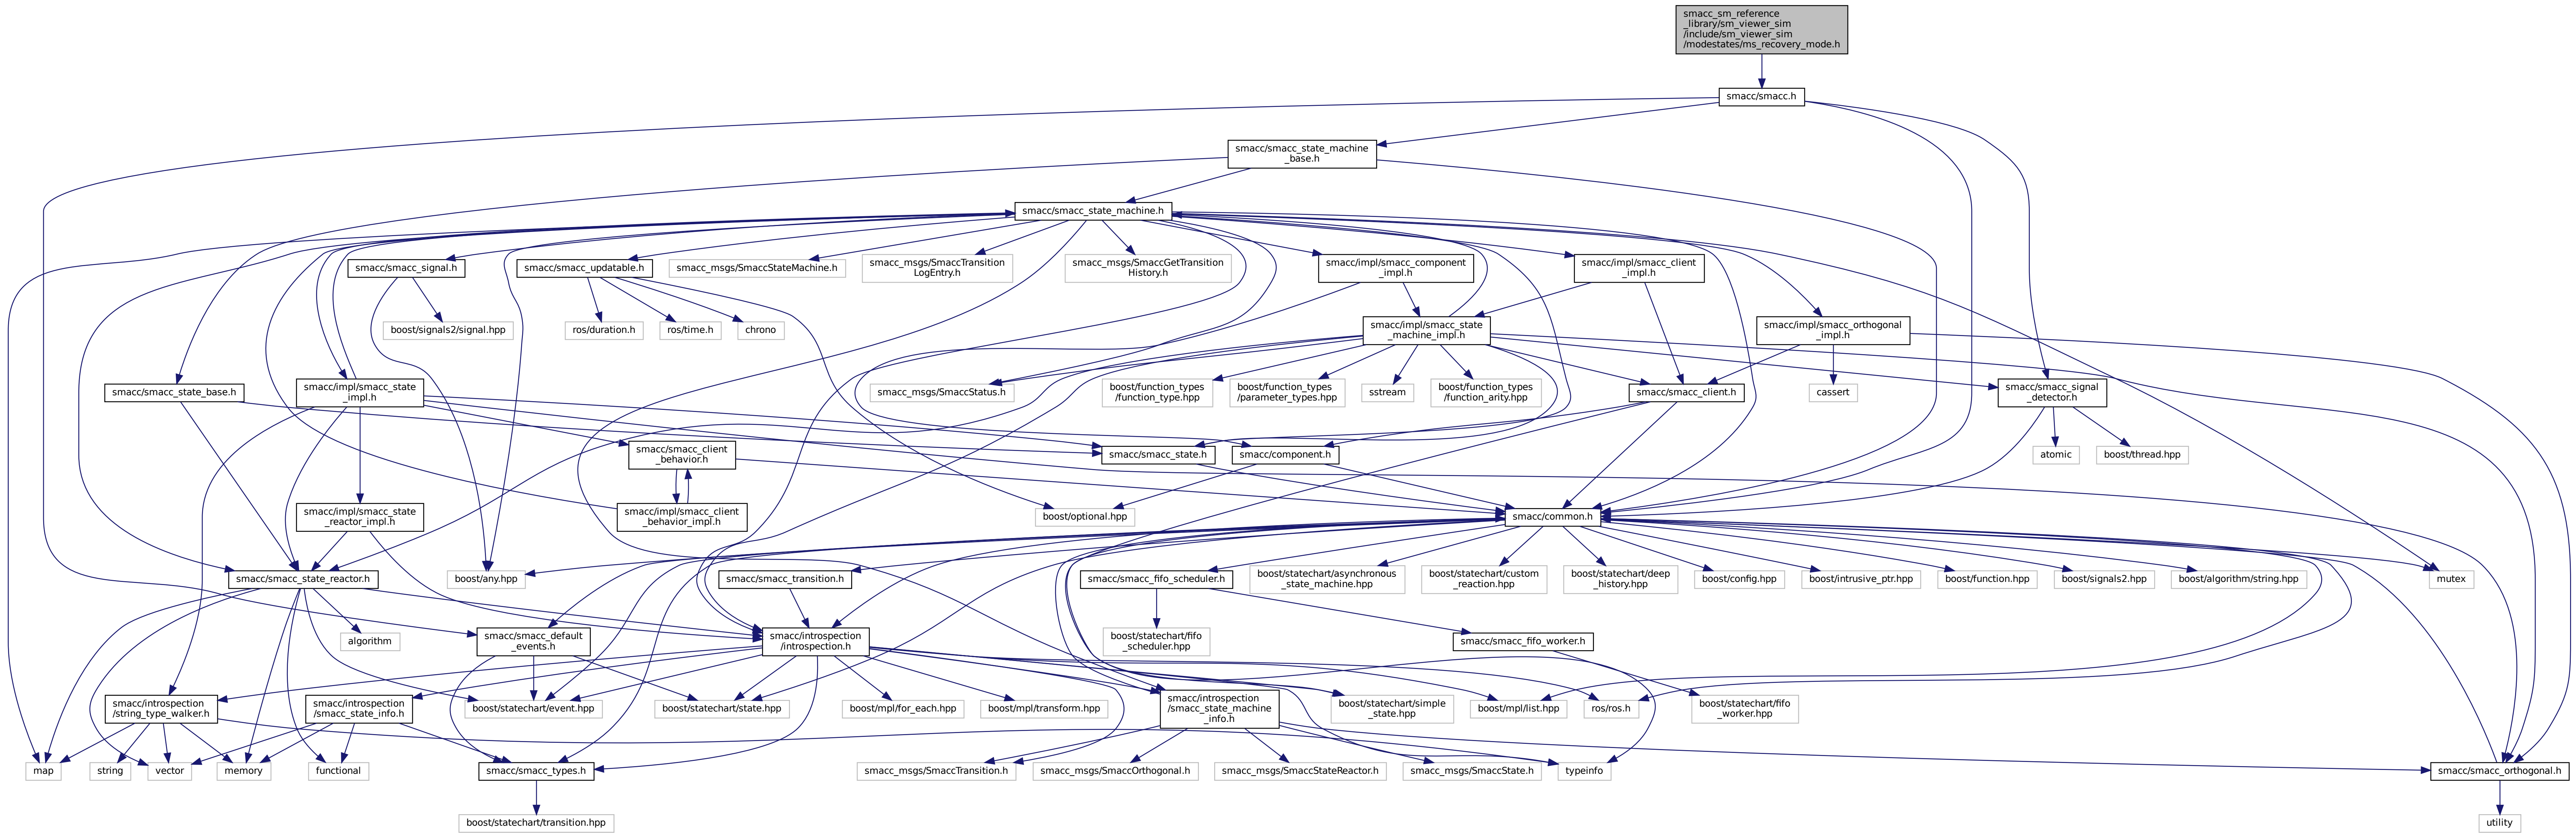 smacc_sm_reference
_library/sm_viewer_sim
/include/sm_viewer_sim
/modestates/ms_recovery_mode.h
smacc/smacc.h
smacc/smacc_state_machine
_base.h
smacc/smacc_state_machine.h
smacc/smacc_signal.h
smacc/smacc_updatable.h
smacc_msgs/SmaccStateMachine.h
smacc_msgs/SmaccTransition
LogEntry.h
smacc_msgs/SmaccGetTransition
History.h
smacc/impl/smacc_component
_impl.h
smacc/impl/smacc_client
_impl.h
boost/signals2/signal.hpp
ros/duration.h
ros/time.h
chrono
smacc/impl/smacc_state
_machine_impl.h
smacc/impl/smacc_orthogonal
_impl.h
smacc/smacc_state_base.h
smacc/impl/smacc_state
_impl.h
smacc_msgs/SmaccStatus.h
boost/function_types
/function_type.hpp
boost/function_types
/parameter_types.hpp
sstream
boost/function_types
/function_arity.hpp
smacc/smacc_client.h
cassert
smacc/smacc_signal
_detector.h
smacc/smacc_client
_behavior.h
smacc/smacc_state.h
smacc/component.h
atomic
boost/thread.hpp
smacc/impl/smacc_state
_reactor_impl.h
smacc/impl/smacc_client
_behavior_impl.h
boost/optional.hpp
smacc/common.h
smacc/smacc_state_reactor.h
boost/any.hpp
smacc/smacc_transition.h
smacc/smacc_fifo_scheduler.h
boost/statechart/asynchronous
_state_machine.hpp
boost/statechart/custom
_reaction.hpp
boost/statechart/deep
_history.hpp
boost/config.hpp
boost/intrusive_ptr.hpp
boost/function.hpp
boost/signals2.hpp
boost/algorithm/string.hpp
mutex
algorithm
smacc/smacc_default
_events.h
smacc/introspection
/introspection.h
boost/statechart/fifo
_scheduler.hpp
smacc/smacc_fifo_worker.h
smacc/introspection
/string_type_walker.h
smacc/introspection
/smacc_state_info.h
boost/statechart/event.hpp
boost/statechart/state.hpp
boost/mpl/for_each.hpp
boost/mpl/transform.hpp
smacc/introspection
/smacc_state_machine
_info.h
boost/statechart/simple
_state.hpp
boost/mpl/list.hpp
ros/ros.h
boost/statechart/fifo
_worker.hpp
map
string
vector
memory
functional
smacc/smacc_types.h
smacc_msgs/SmaccTransition.h
smacc_msgs/SmaccOrthogonal.h
smacc_msgs/SmaccStateReactor.h
smacc_msgs/SmaccState.h
typeinfo
smacc/smacc_orthogonal.h
boost/statechart/transition.hpp
utility